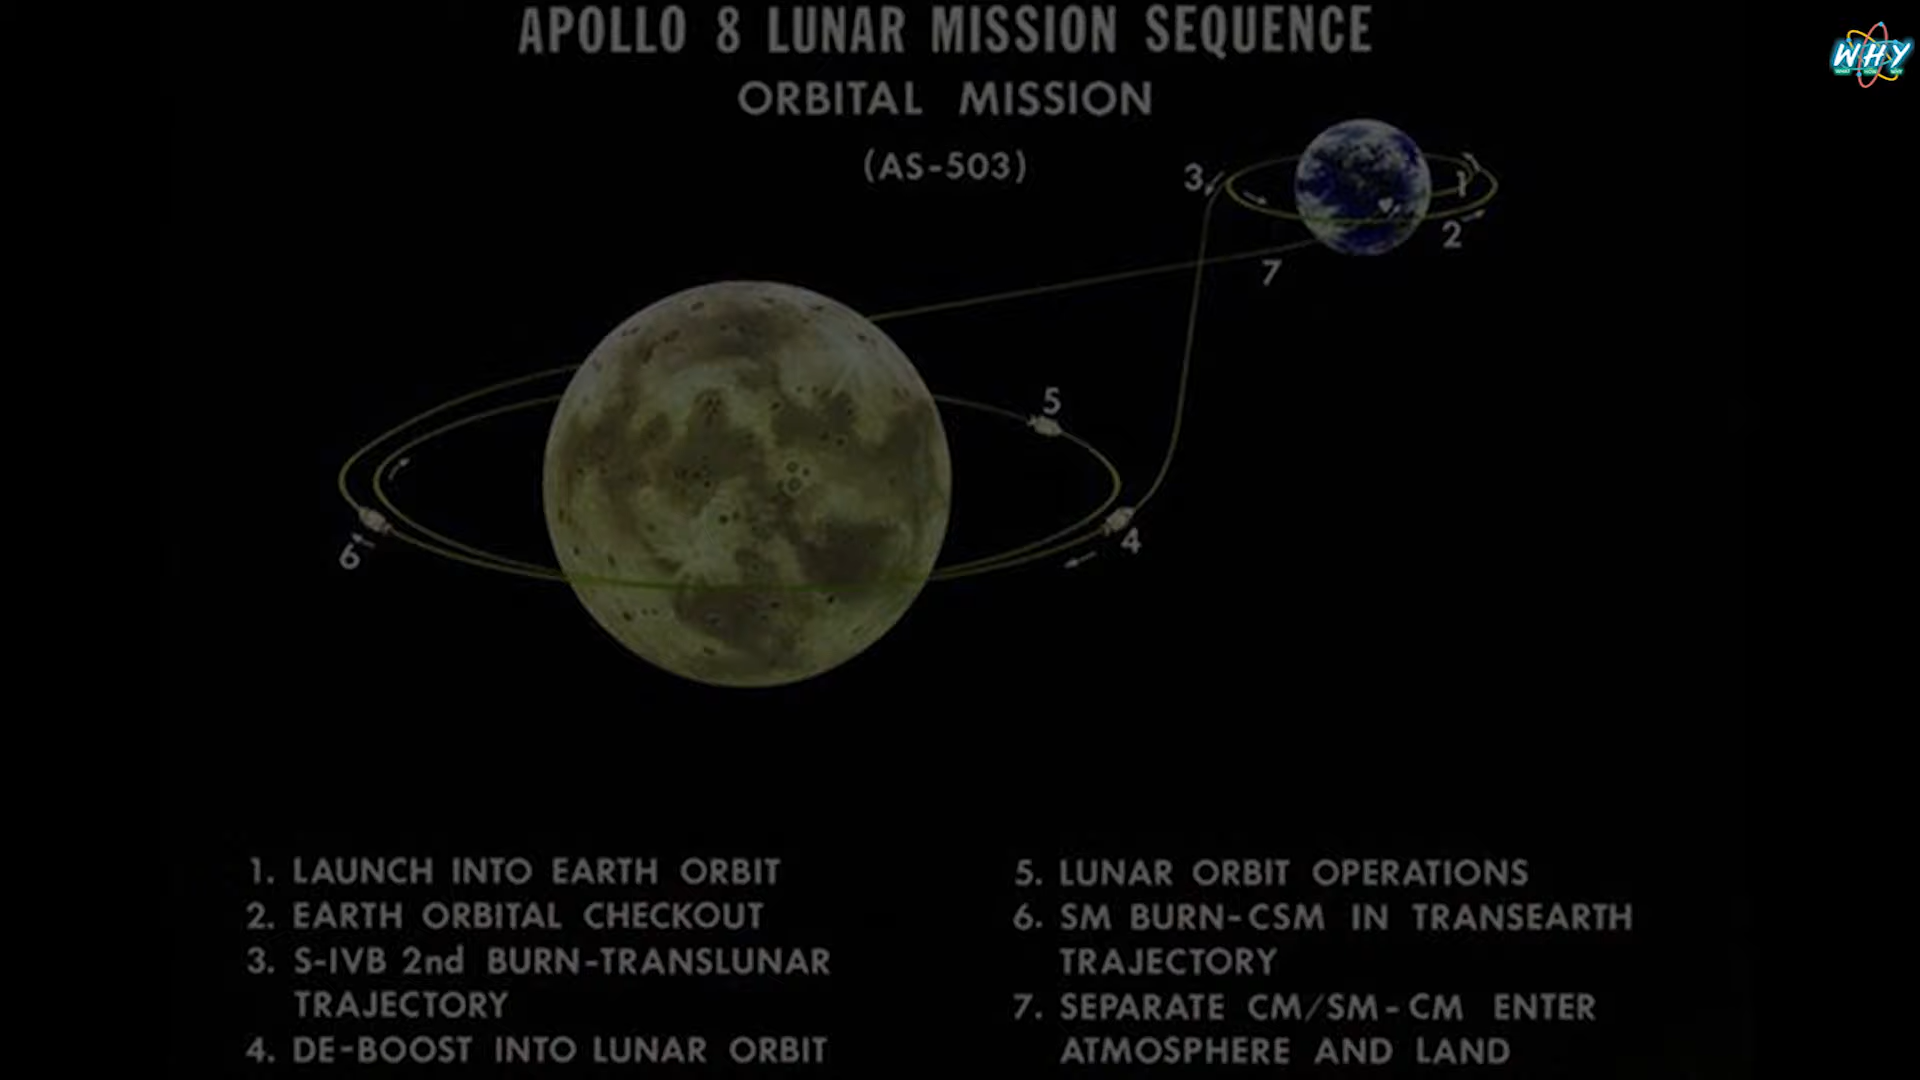 APOLLO 8 LUNAR MISSION SEQUENCE
WHY
ORBITAL MISSION
(AS-503)
3
1
2
7
5
4
6
1. LAUNCH INTO EARTH ORBIT
2. EARTH ORBITAL CHECKOUT
3. S-IVB 2nd BURN-TRANSLUNAR
TRAJECTORY
4. DE-BOOST INTO LUNAR ORBIT
5. LUNAR ORBIT OPERATIONS
6. SM BURN-CSM IN TRANSEARTH
TRAJECTORY
7. SEPARATE CM/SM-CM ENTER
ATMOSPHERE AND LAND